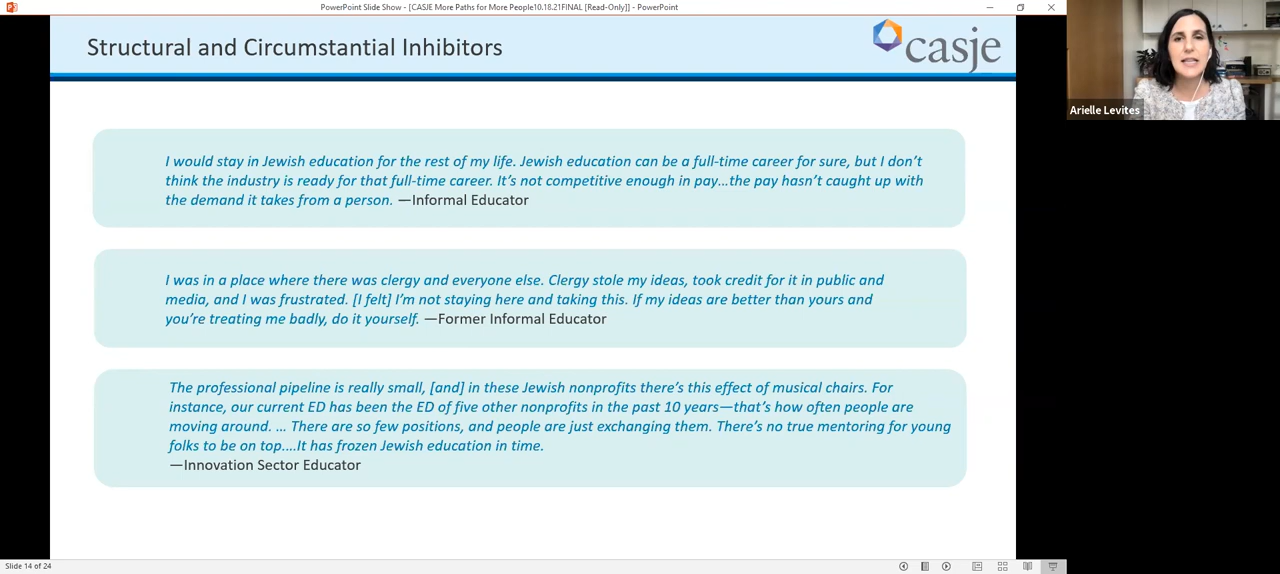 PowerPoint Slide Show - [CASJE More Paths for More People10.18.21FINAL [Read-Only]] - PowerPoint
Structural and Circumstantial Inhibitors
casje
Arielle Levites
I would stay in Jewish education for the rest of my life. Jewish education can be a full-time career for sure, but I don't
think the industry is ready for that full-time career. It's not competitive enough in pay…the pay hasn't caught up with
the demand it takes from a person. —Informal Educator
I was in a place where there was clergy and everyone else. Clergy stole my ideas, took credit for it in public and
media, and I was frustrated. [I felt] I'm not staying here and taking this. If my ideas are better than yours and
you're treating me badly, do it yourself. —Former Informal Educator
The professional pipeline is really small, [and] in these Jewish nonprofits there's this effect of musical chairs. For
instance, our current ED has been the ED of five other nonprofits in the past 10 years—that's how often people are
moving around. … There are so few positions, and people are just exchanging them. There's no true mentoring for young
folks to be on top....It has frozen Jewish education in time.
—Innovation Sector Educator
Slide 14 of 24